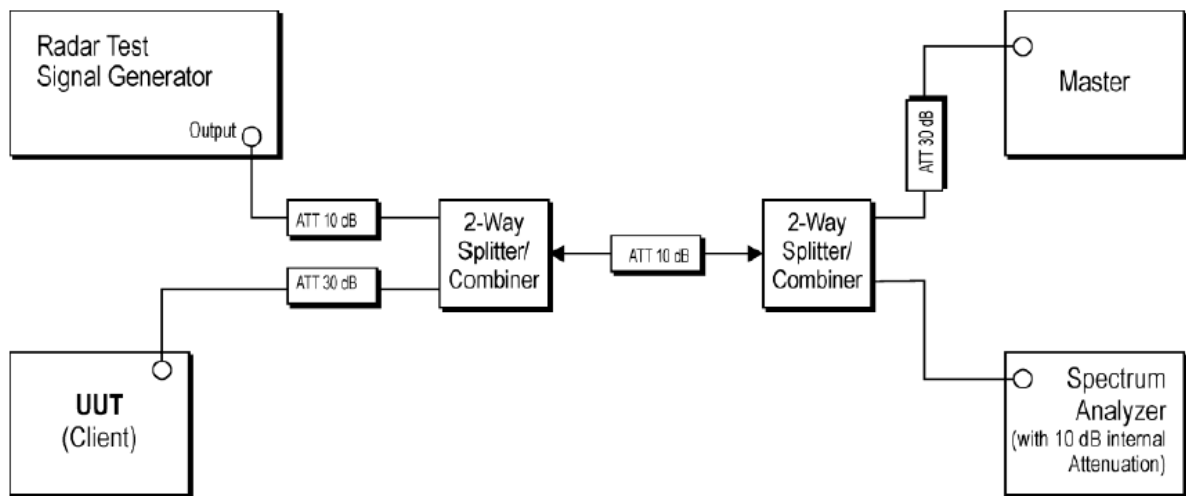 Radar Test
Signal Generator
Output
ATT 10 dB
ATT 30 dB
UUT
(Client)
2-Way
Splitter/
Combiner
ATT 10 dB
2-Way
Splitter/
Combiner
ATT 30 dB
Master
Spectrum
Analyzer
(with 10 dB internal
Attenuation)